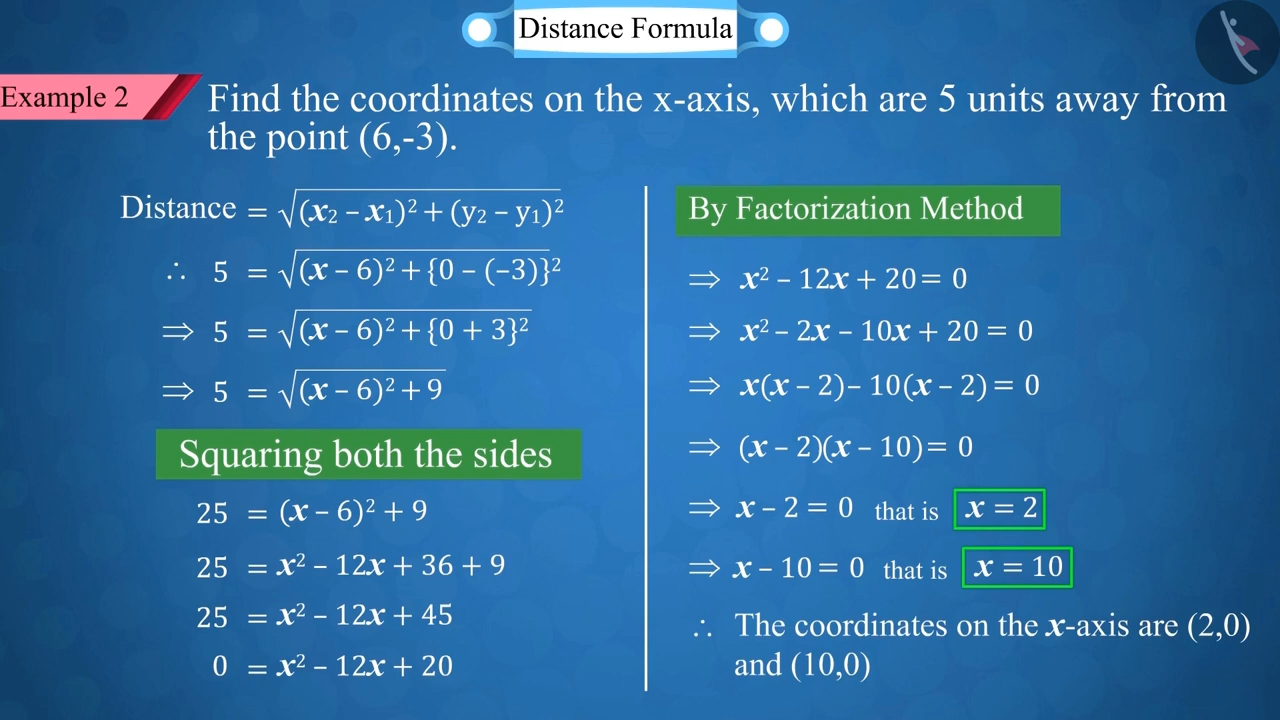 Distance Formula
Example 2
Find the coordinates on the x-axis, which are 5 units away from
the point (6,-3).
Distance = √(x₂ – x₁)² + (y₂ – y₁)²
∴ 5 = √(x – 6)² + {0 – (–3)}²
⇒ 5 = √(x – 6)² + {0 + 3}²
⇒ 5 = √(x – 6)² + 9
Squaring both the sides
25 = (x – 6)² + 9
25 = x² – 12x + 36 + 9
25 = x² – 12x + 45
0 = x² – 12x + 20
By Factorization Method
⇒ x² – 12x + 20 = 0
⇒ x² – 2x – 10x + 20 = 0
⇒ x(x – 2) – 10(x – 2) = 0
⇒ (x – 2)(x – 10) = 0
⇒ x – 2 = 0 that is x = 2
⇒ x – 10 = 0 that is x = 10
∴ The coordinates on the x-axis are (2,0)
and (10,0)